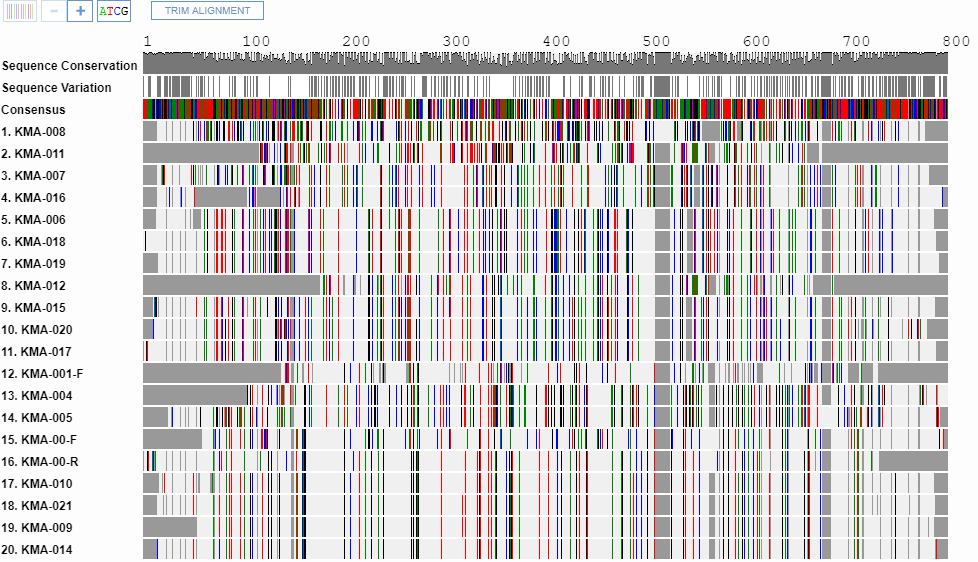 − + ATCG TRIM ALIGNMENT
1 100 200 300 400 500 600 700 800
Sequence Conservation
Sequence Variation
Consensus
1. KMA-008
2. KMA-011
3. KMA-007
4. KMA-016
5. KMA-006
6. KMA-018
7. KMA-019
8. KMA-012
9. KMA-015
10. KMA-020
11. KMA-017
12. KMA-001-F
13. KMA-004
14. KMA-005
15. KMA-00-F
16. KMA-00-R
17. KMA-010
18. KMA-021
19. KMA-009
20. KMA-014